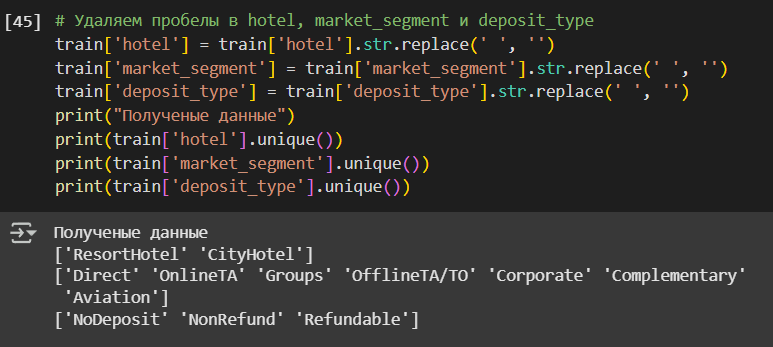 [45] # Удаляем пробелы в hotel, market_segment и deposit_type
train['hotel'] = train['hotel'].str.replace(' ', '')
train['market_segment'] = train['market_segment'].str.replace(' ', '')
train['deposit_type'] = train['deposit_type'].str.replace(' ', '')
print("Полученые данные")
print(train['hotel'].unique())
print(train['market_segment'].unique())
print(train['deposit_type'].unique())
Полученые данные
['ResortHotel' 'CityHotel']
['Direct' 'OnlineTA' 'Groups' 'OfflineTA/TO' 'Corporate' 'Complementary'
'Aviation']
['NoDeposit' 'NonRefund' 'Refundable']